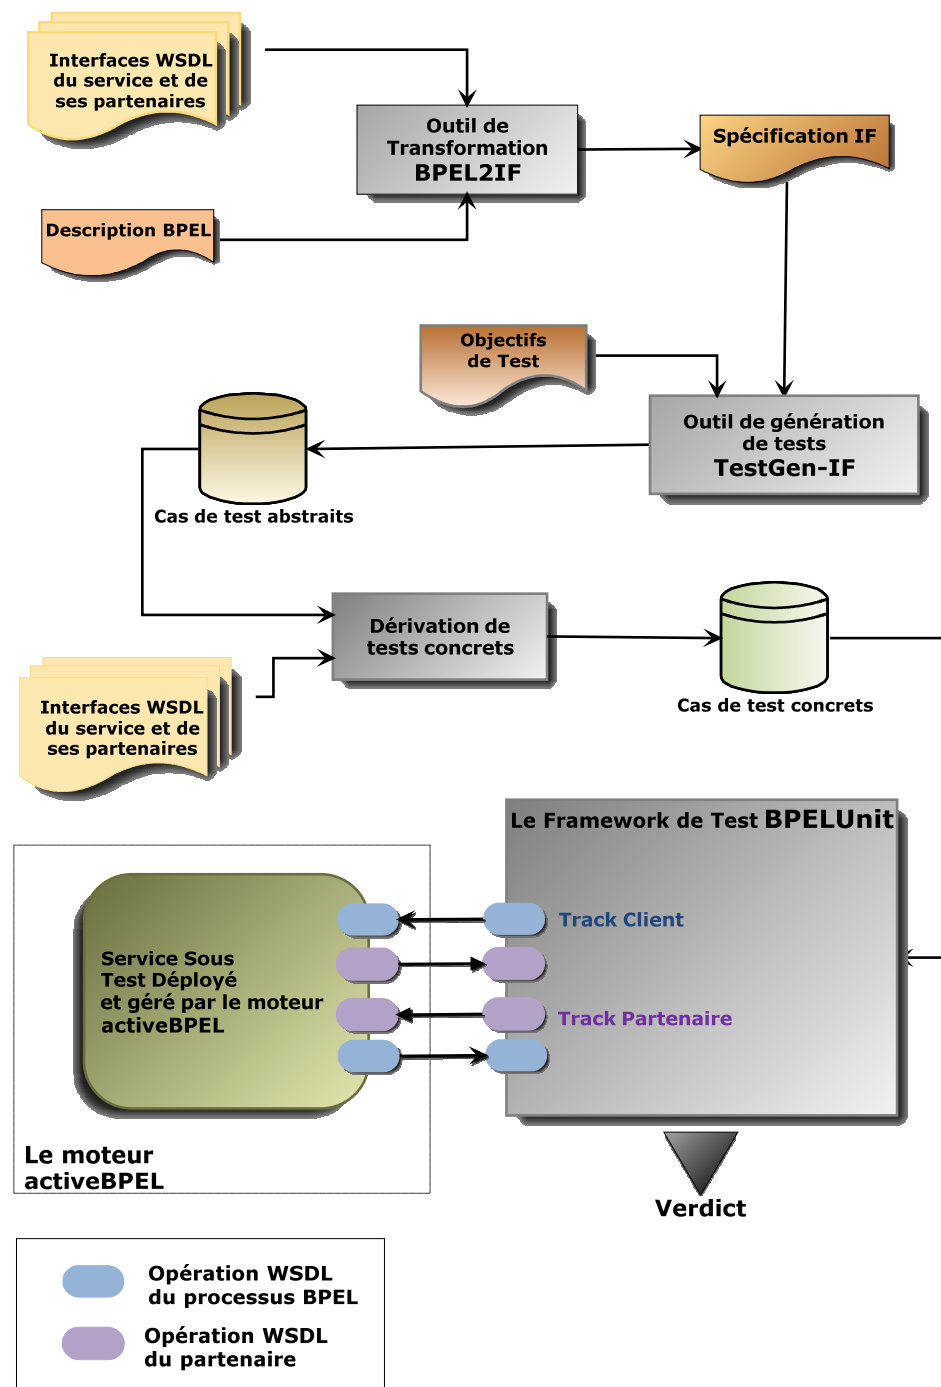 Interfaces WSDL
du service et de
ses partenaires
Outil de
Transformation
BPEL2IF
Spécification IF
Description BPEL
Objectifs
de Test
Outil de génération
de tests
TestGen-IF
Cas de test abstraits
Dérivation de
tests concrets
Cas de test concrets
Interfaces WSDL
du service et de
ses partenaires
Le Framework de Test BPELUnit
Track Client
Service Sous
Test Déployé
et géré par le moteur
activeBPEL
Track Partenaire
Le moteur
activeBPEL
Verdict
Opération WSDL
du processus BPEL
Opération WSDL
du partenaire